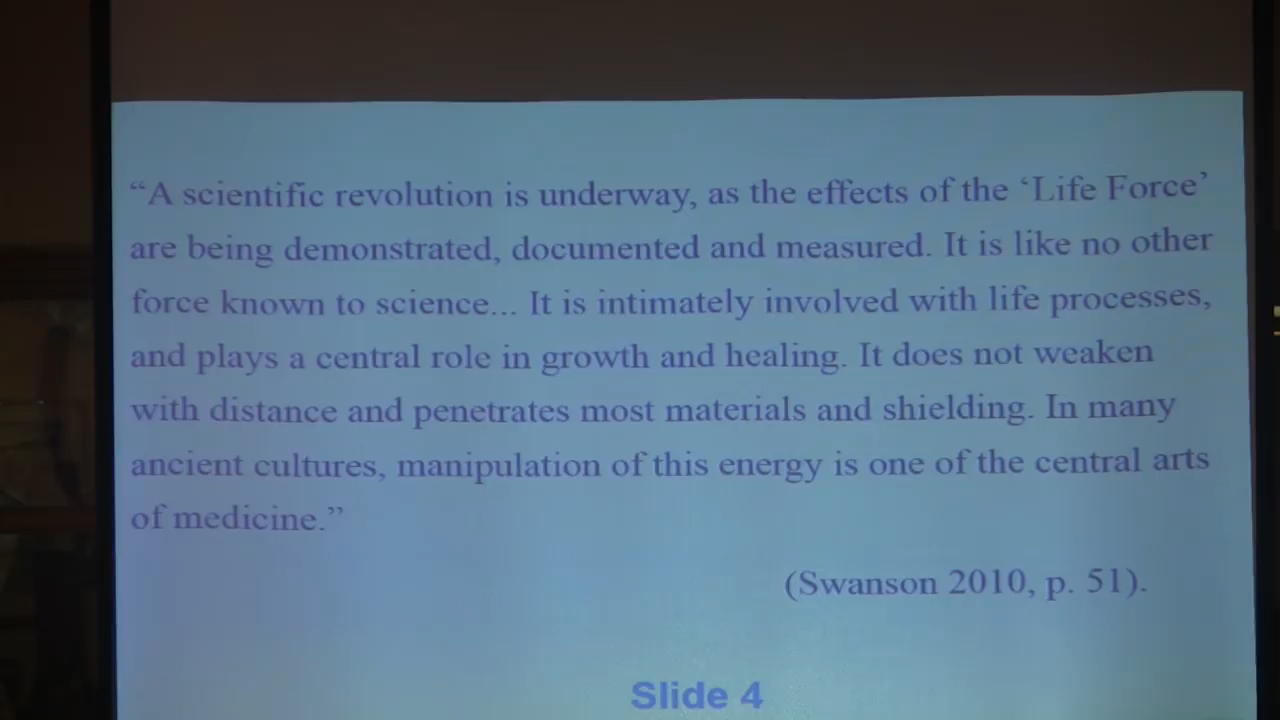 “A scientific revolution is underway, as the effects of the ‘Life Force’
are being demonstrated, documented and measured. It is like no other
force known to science... It is intimately involved with life processes,
and plays a central role in growth and healing. It does not weaken
with distance and penetrates most materials and shielding. In many
ancient cultures, manipulation of this energy is one of the central arts
of medicine.”
(Swanson 2010, p. 51).
Slide 4